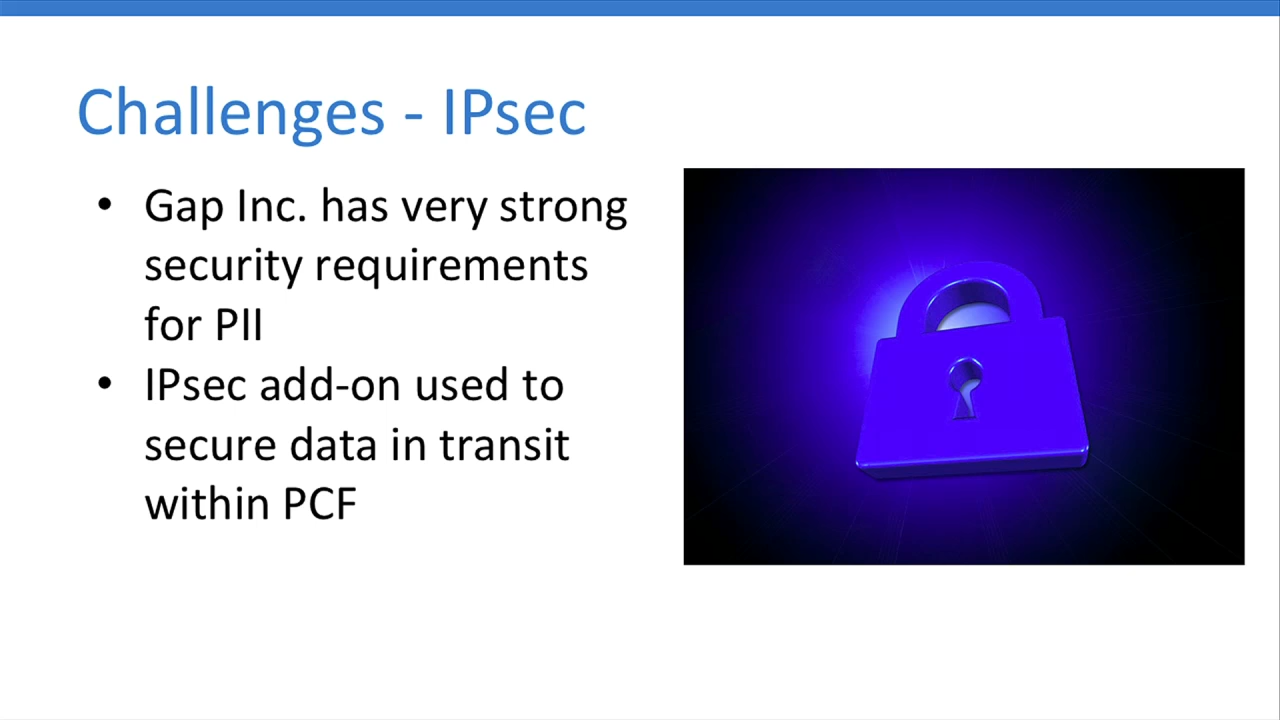 Challenges - IPsec
• Gap Inc. has very strong
security requirements
for PII
• IPsec add-on used to
secure data in transit
within PCF